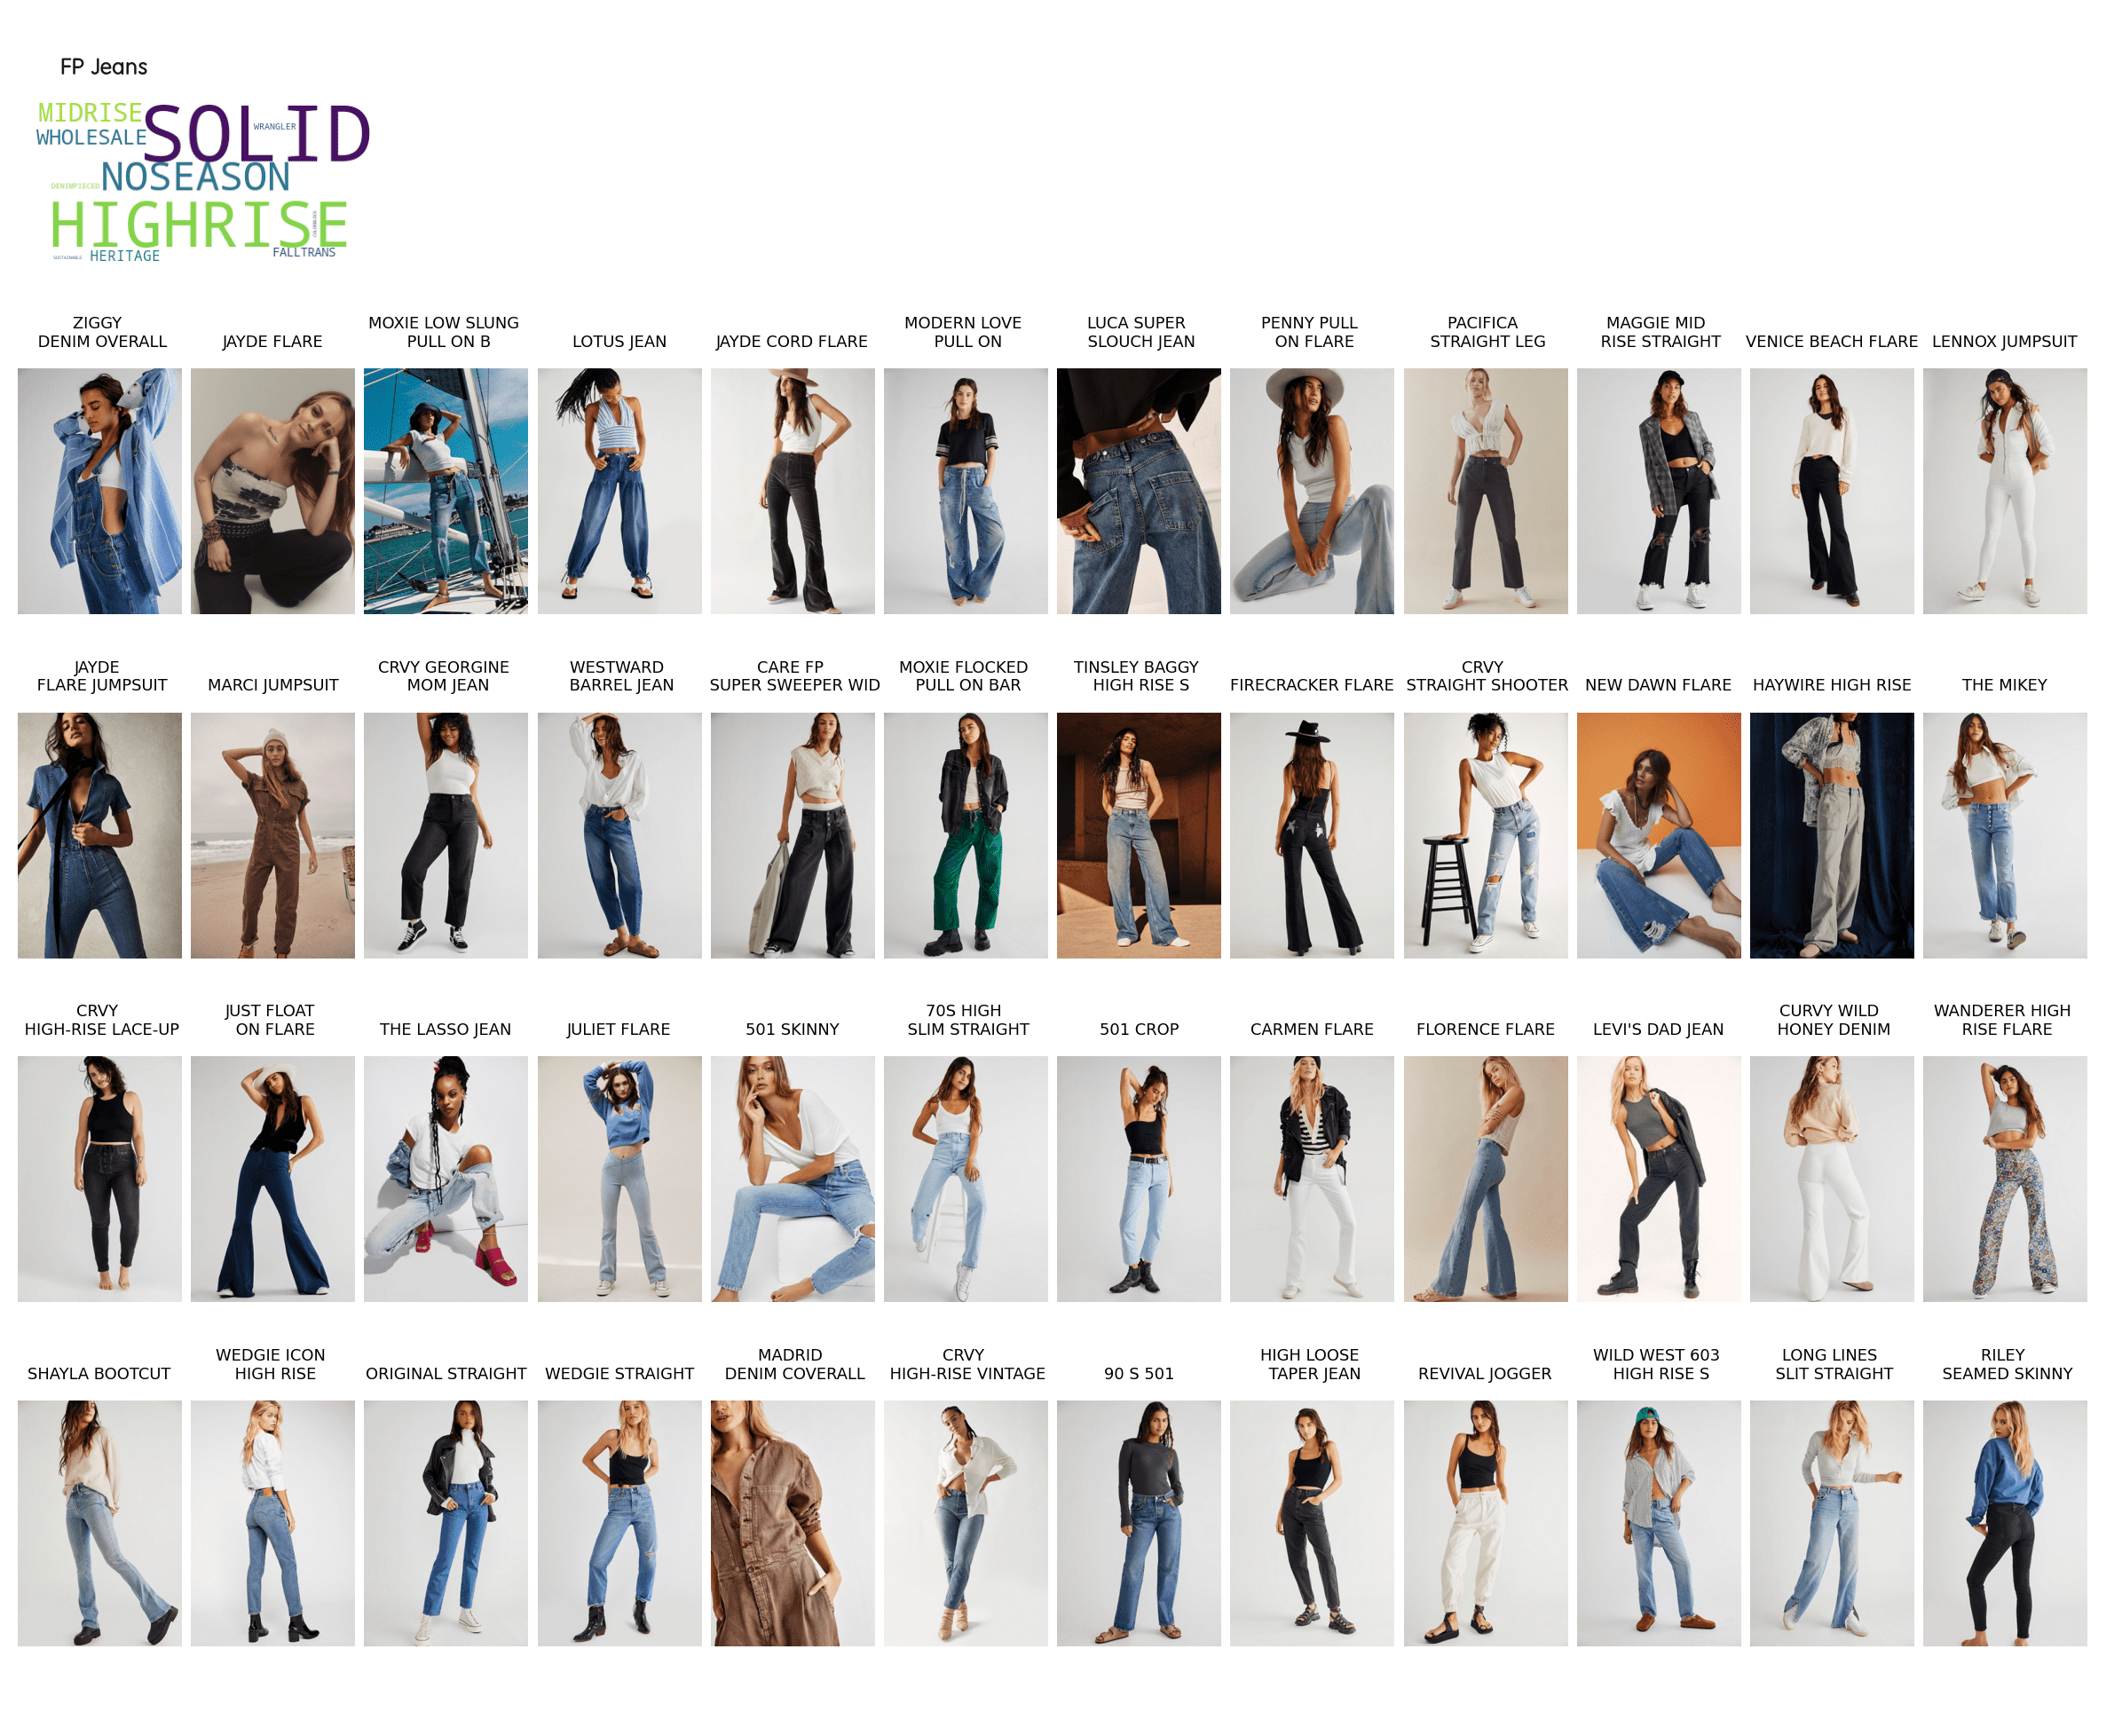 FP Jeans
MIDRISE
SOLID
WRANGLER
WHOLESALE
NOSEASON
DENIMPIECED
HIGHRISE
COLORBLOCK
SUSTAINABLE
HERITAGE
FALLTRANS
ZIGGY
DENIM OVERALL
JAYDE FLARE
MOXIE LOW SLUNG
PULL ON B
LOTUS JEAN
JAYDE CORD FLARE
MODERN LOVE
PULL ON
LUCA SUPER
SLOUCH JEAN
PENNY PULL
ON FLARE
PACIFICA
STRAIGHT LEG
MAGGIE MID
RISE STRAIGHT
VENICE BEACH FLARE
LENNOX JUMPSUIT
JAYDE
FLARE JUMPSUIT
MARCI JUMPSUIT
CRVY GEORGINE
MOM JEAN
WESTWARD
BARREL JEAN
CARE FP
SUPER SWEEPER WID
MOXIE FLOCKED
PULL ON BAR
TINSLEY BAGGY
HIGH RISE S
FIRECRACKER FLARE
CRVY
STRAIGHT SHOOTER
NEW DAWN FLARE
HAYWIRE HIGH RISE
THE MIKEY
CRVY
HIGH-RISE LACE-UP
JUST FLOAT
ON FLARE
THE LASSO JEAN
JULIET FLARE
501 SKINNY
70S HIGH
SLIM STRAIGHT
501 CROP
CARMEN FLARE
FLORENCE FLARE
LEVI'S DAD JEAN
CURVY WILD
HONEY DENIM
WANDERER HIGH
RISE FLARE
SHAYLA BOOTCUT
WEDGIE ICON
HIGH RISE
ORIGINAL STRAIGHT
WEDGIE STRAIGHT
MADRID
DENIM COVERALL
CRVY
HIGH-RISE VINTAGE
90 S 501
HIGH LOOSE
TAPER JEAN
REVIVAL JOGGER
WILD WEST 603
HIGH RISE S
LONG LINES
SLIT STRAIGHT
RILEY
SEAMED SKINNY